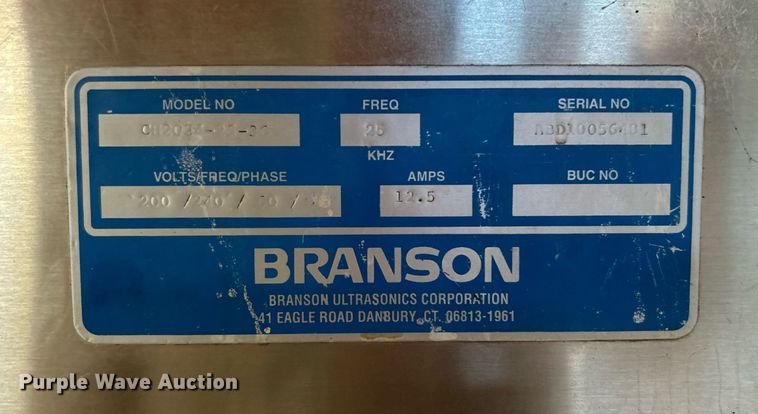 MODEL NO FREQ SERIAL NO
25
KHZ
VOLTS/FREQ/PHASE AMPS BUC NO
12.5
BRANSON
BRANSON ULTRASONICS CORPORATION
41 EAGLE ROAD DANBURY, CT. 06813-1961
Purple Wave Auction